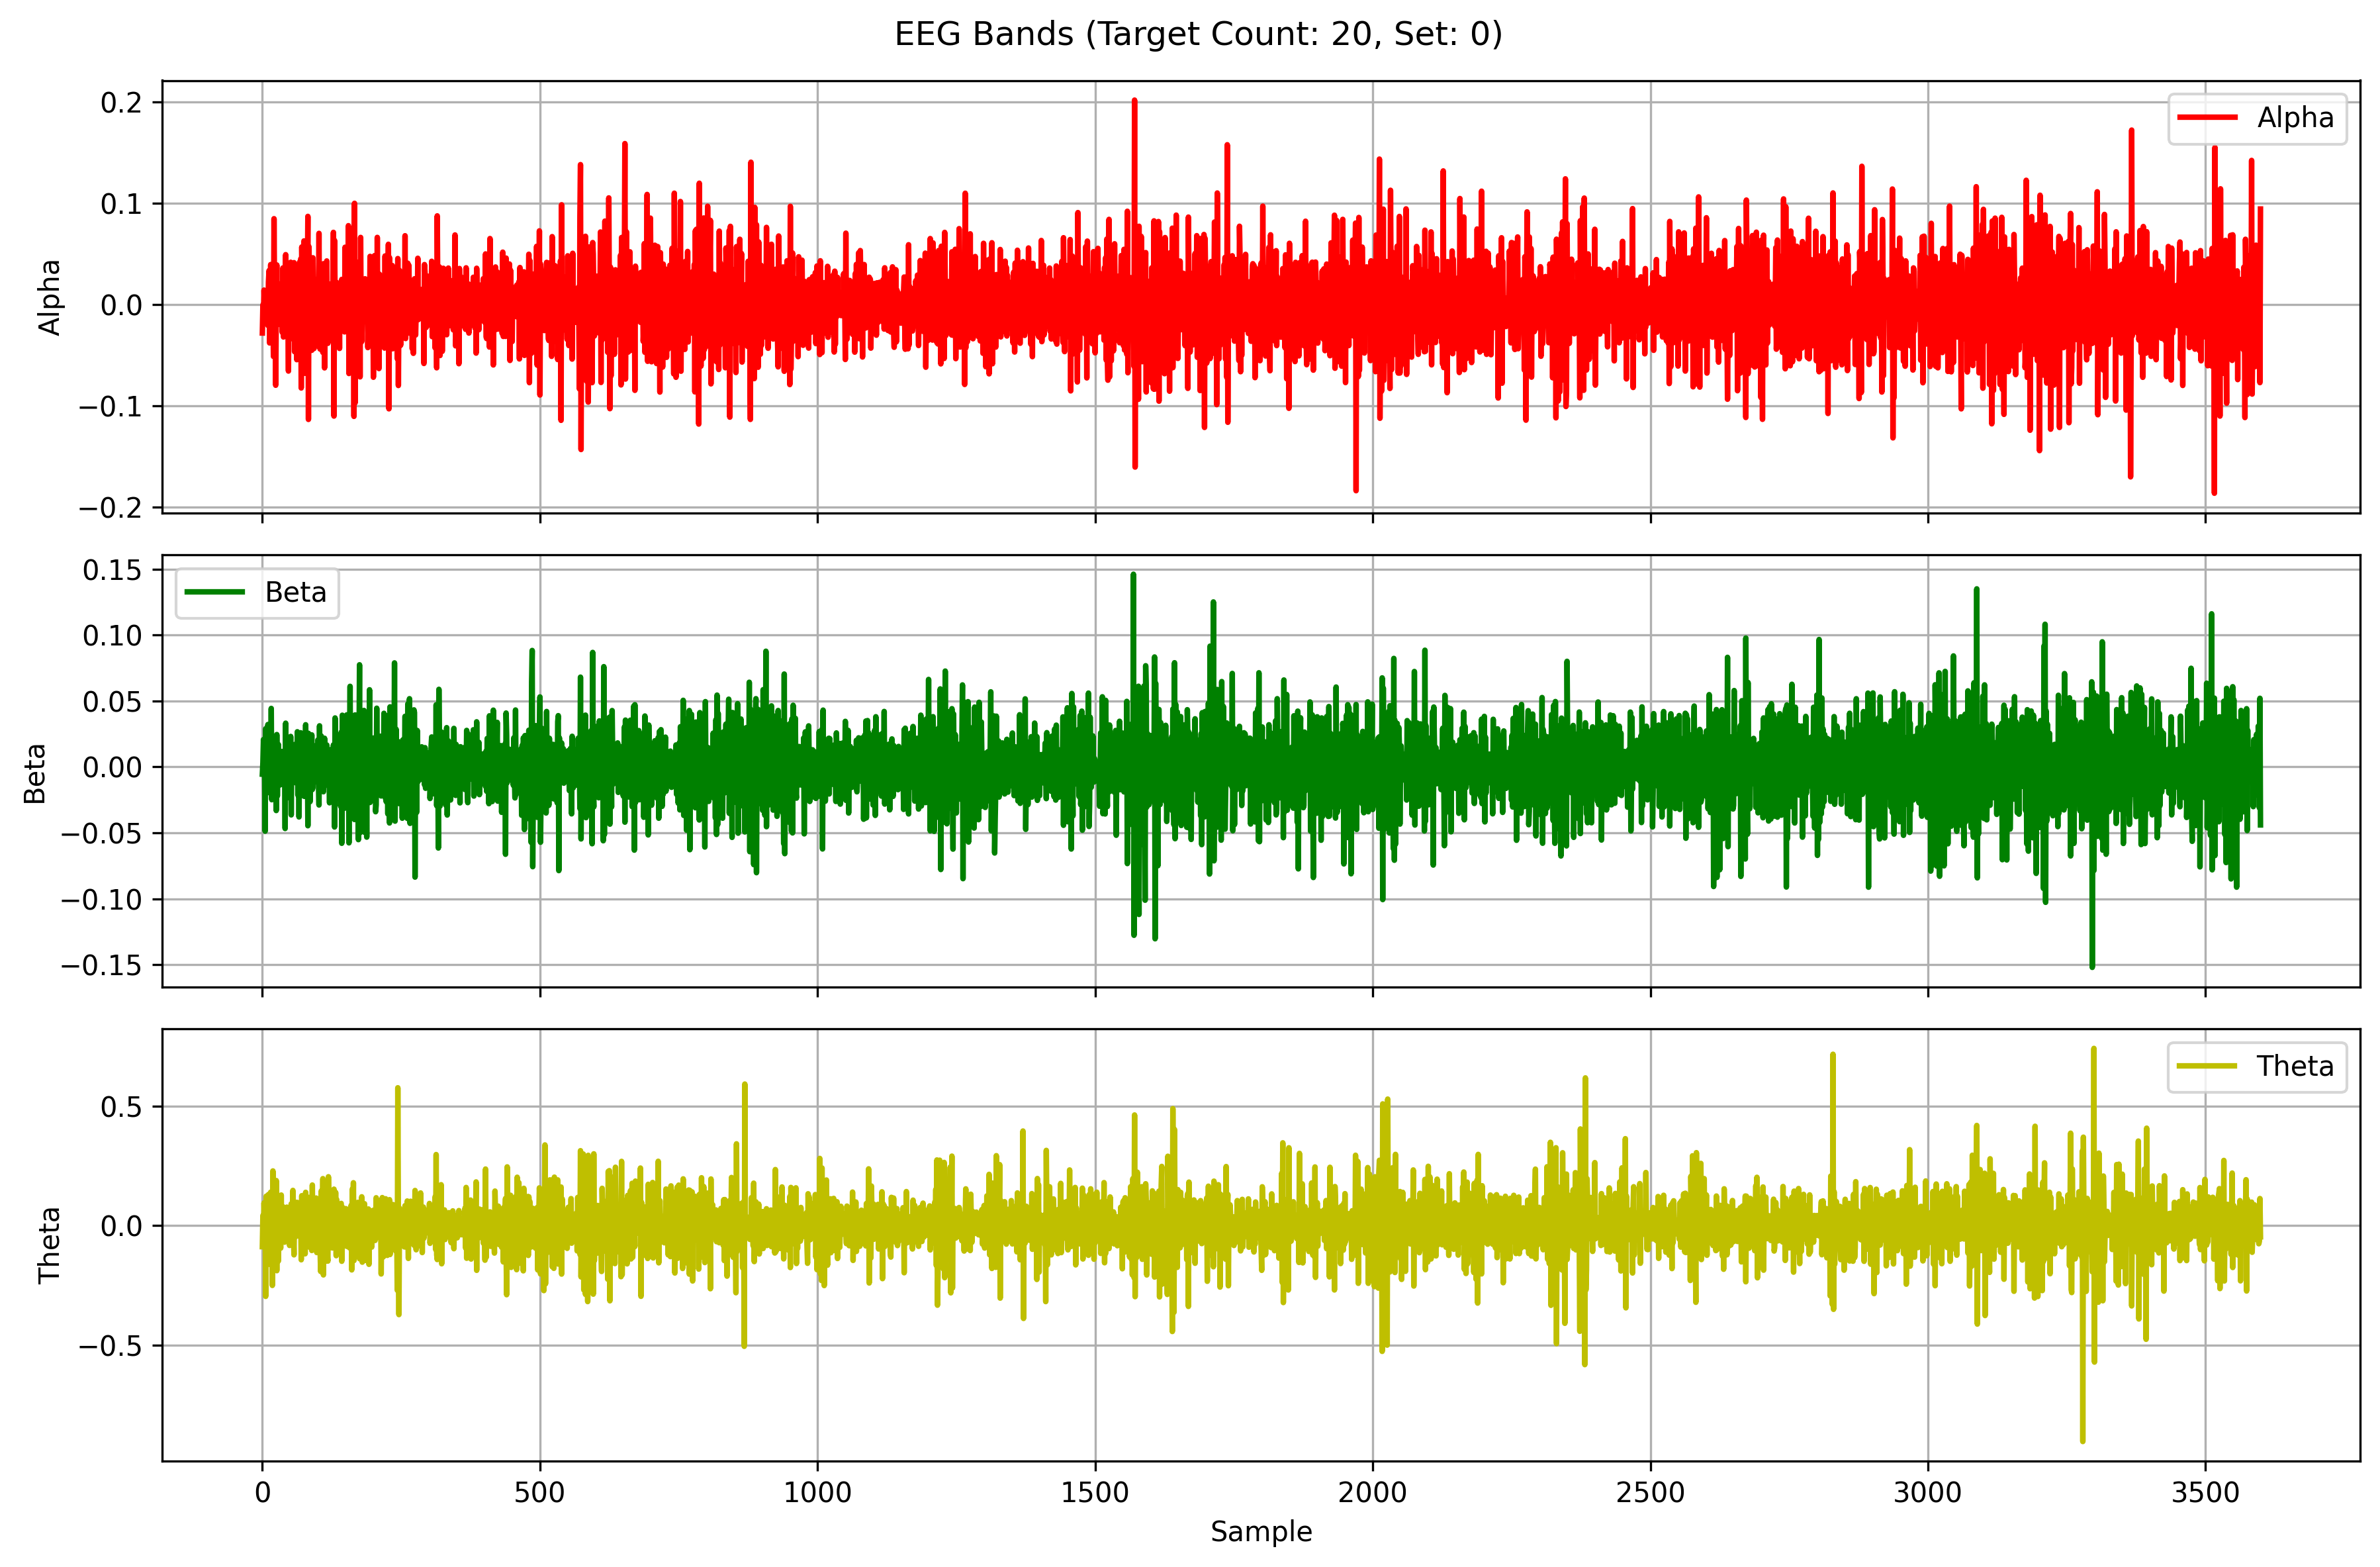 EEG Bands (Target Count: 20, Set: 0)
0.2
0.1
0.0
−0.1
−0.2
Alpha
Alpha
0.15
0.10
0.05
0.00
−0.05
−0.10
−0.15
Beta
Beta
0.5
0.0
−0.5
Theta
Theta
0 500 1000 1500 2000 2500 3000 3500
Sample